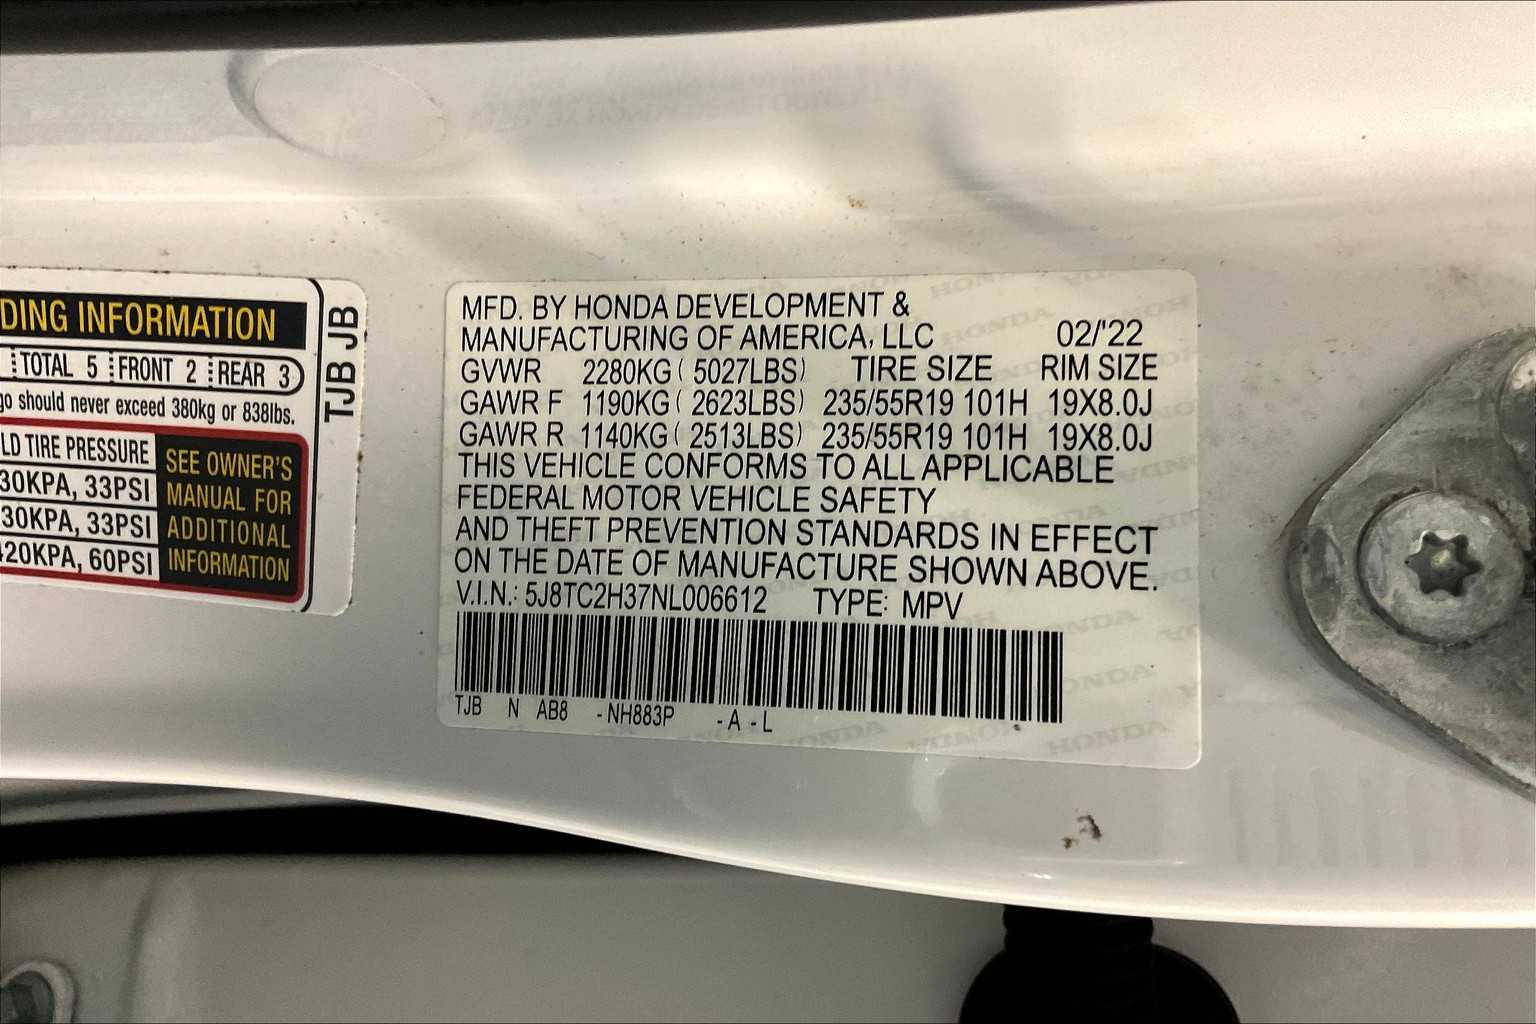 DING INFORMATION
TOTAL 5 FRONT 2 REAR 3
go should never exceed 380kg or 838lbs.
LD TIRE PRESSURE
30KPA, 33PSI
30KPA, 33PSI
420KPA, 60PSI
SEE OWNER'S
MANUAL FOR
ADDITIONAL
INFORMATION
TJB JB
MFD. BY HONDA DEVELOPMENT &
MANUFACTURING OF AMERICA, LLC 02/'22
GVWR 2280KG ( 5027LBS) TIRE SIZE RIM SIZE
GAWR F 1190KG ( 2623LBS) 235/55R19 101H 19X8.0J
GAWR R 1140KG ( 2513LBS) 235/55R19 101H 19X8.0J
THIS VEHICLE CONFORMS TO ALL APPLICABLE
FEDERAL MOTOR VEHICLE SAFETY
AND THEFT PREVENTION STANDARDS IN EFFECT
ON THE DATE OF MANUFACTURE SHOWN ABOVE.
V.I.N.: 5J8TC2H37NL006612 TYPE: MPV
TJB N AB8 - NH883P - A - L
HONDA